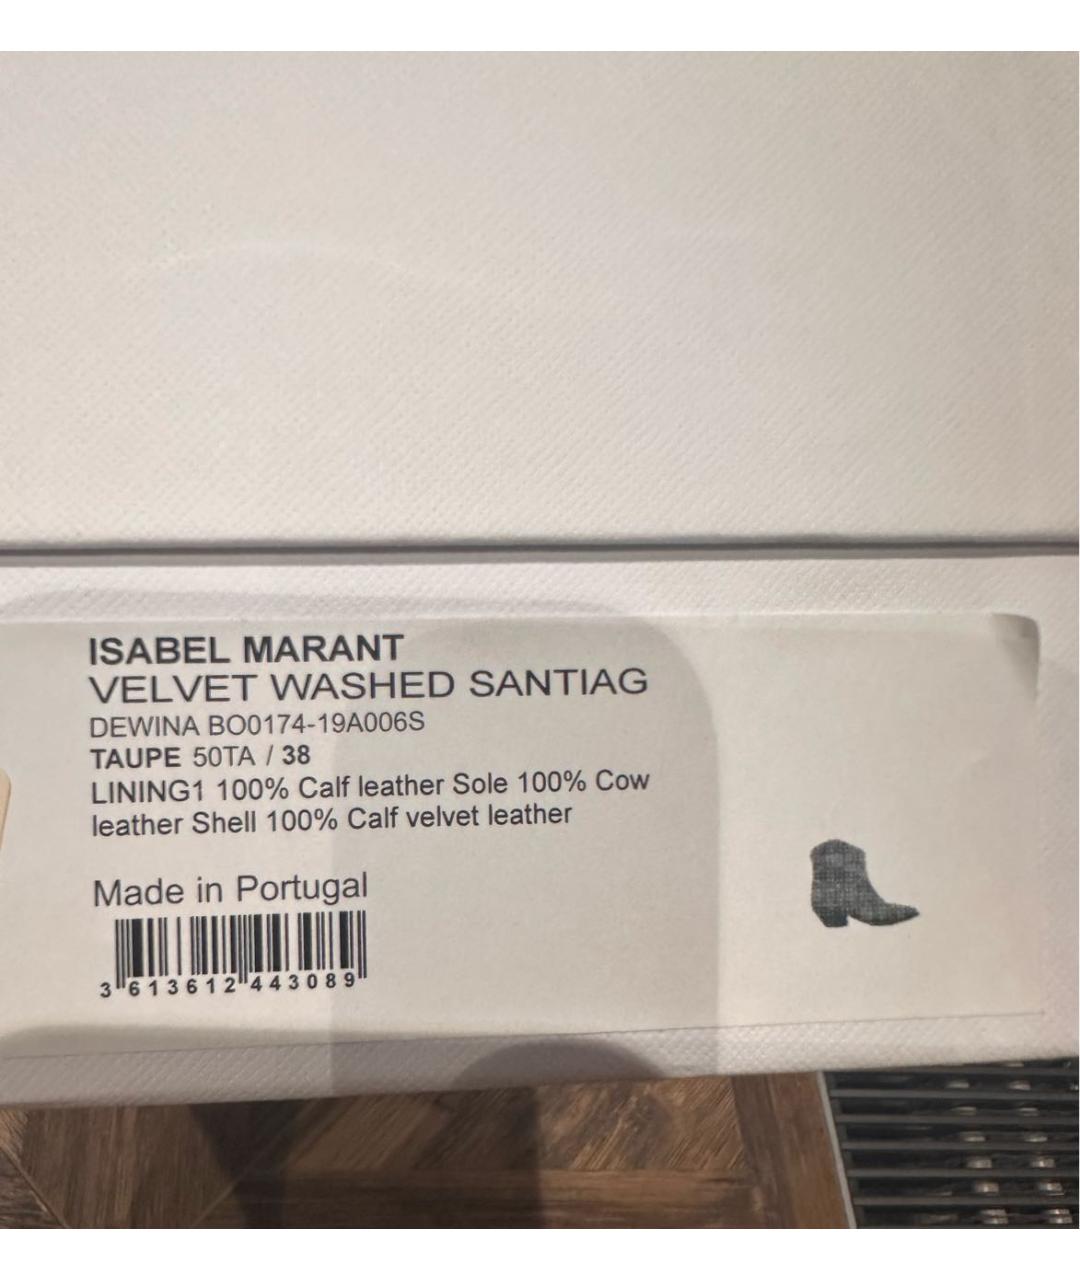 ISABEL MARANT
VELVET WASHED SANTIAG
DEWINA BO0174-19A006S
TAUPE 50TA / 38
LINING1 100% Calf leather Sole 100% Cow
leather Shell 100% Calf velvet leather
Made in Portugal
3 613612 443089